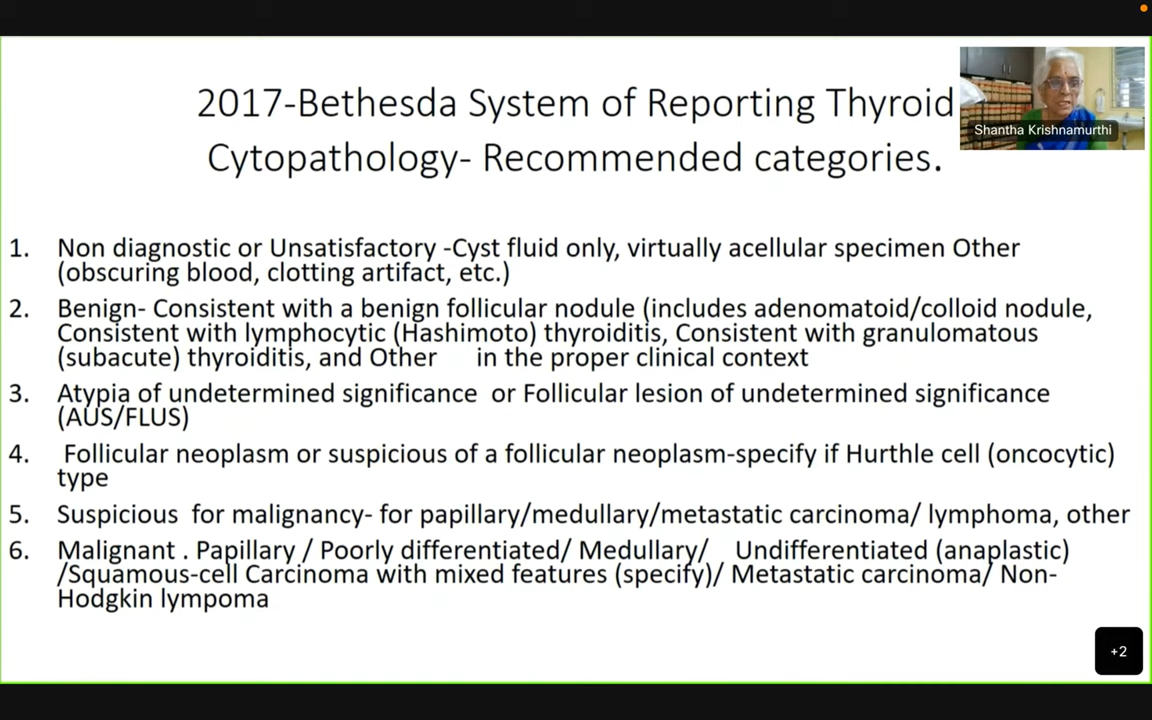 2017-Bethesda System of Reporting Thyroid
Cytopathology- Recommended categories.
Shantha Krishnamurthi
1. Non diagnostic or Unsatisfactory -Cyst fluid only, virtually acellular specimen Other
(obscuring blood, clotting artifact, etc.)
2. Benign- Consistent with a benign follicular nodule (includes adenomatoid/colloid nodule,
Consistent with lymphocytic (Hashimoto) thyroiditis, Consistent with granulomatous
(subacute) thyroiditis, and Other in the proper clinical context
3. Atypia of undetermined significance or Follicular lesion of undetermined significance
(AUS/FLUS)
4. Follicular neoplasm or suspicious of a follicular neoplasm-specify if Hurthle cell (oncocytic)
type
5. Suspicious for malignancy- for papillary/medullary/metastatic carcinoma/ lymphoma, other
6. Malignant . Papillary / Poorly differentiated/ Medullary/ Undifferentiated (anaplastic)
/Squamous-cell Carcinoma with mixed features (specify)/ Metastatic carcinoma/ Non-
Hodgkin lympoma
+2